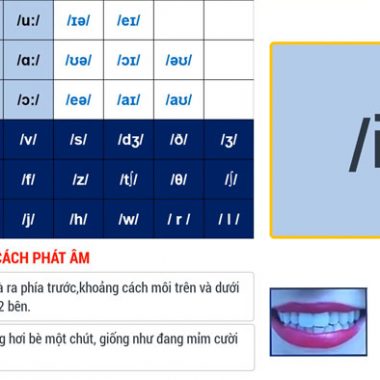 /uː/ /ɪə/ /eɪ/
/ɑː/ /ʊə/ /ɔɪ/ /əʊ/
/ɔː/ /eə/ /aɪ/ /aʊ/
/v/ /s/ /dʒ/ /ð/ /ʒ/
/f/ /z/ /tʃ/ /θ/ /ʃ/
/j/ /h/ /w/ / r / / l /
CÁCH PHÁT ÂM
ra phía trước,khoảng cách môi trên và dưới
2 bên.
hơi bè một chút, giống như đang mỉm cười